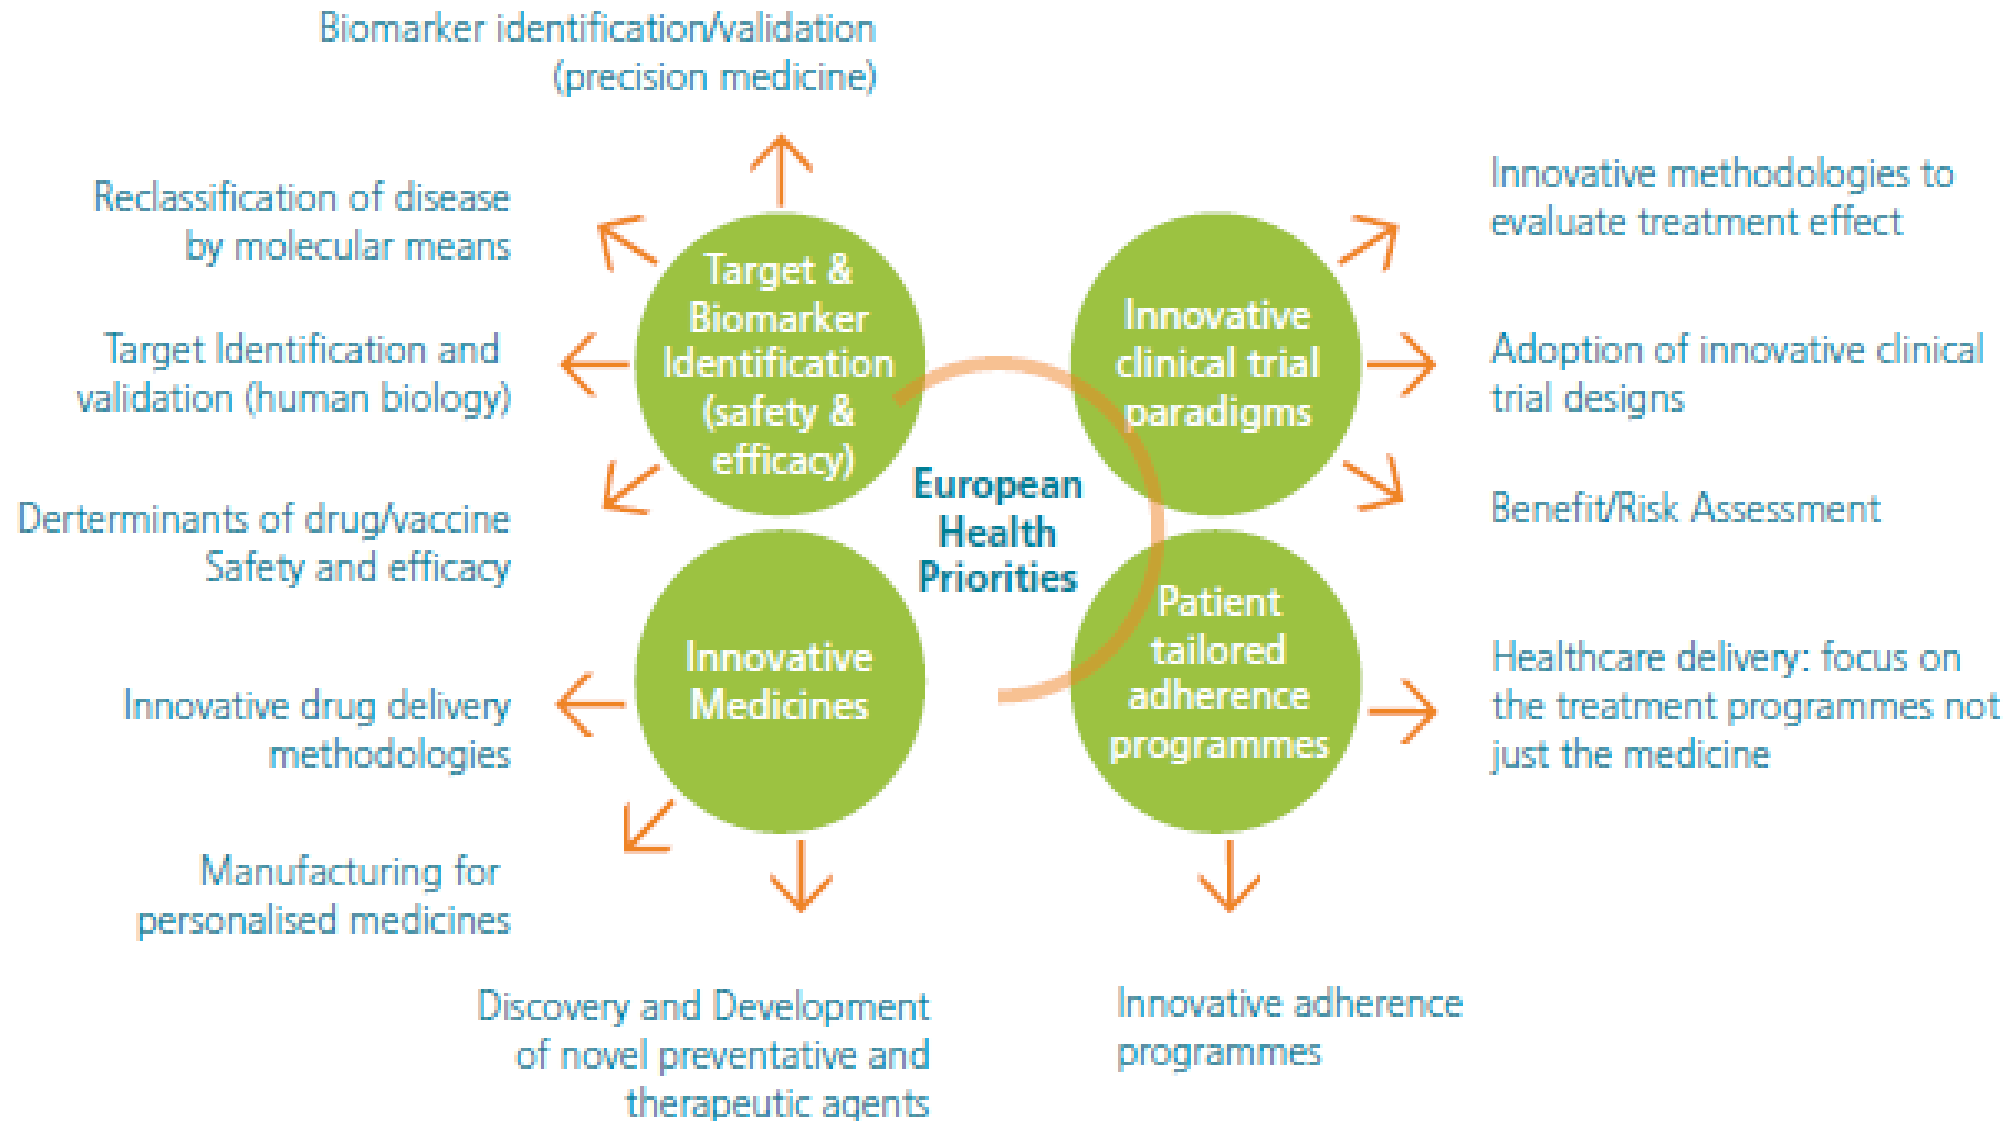 Biomarker identification/validation
(precision medicine)
Reclassification of disease
by molecular means
Target Identification and
validation (human biology)
Derterminants of drug/vaccine
Safety and efficacy
Innovative drug delivery
methodologies
Manufacturing for
personalised medicines
Discovery and Development
of novel preventative and
therapeutic agents
Target &
Biomarker
Identification
(safety &
efficacy)
Innovative
Medicines
European
Health
Priorities
Innovative
clinical trial
paradigms
Patient
tailored
adherence
programmes
Innovative methodologies to
evaluate treatment effect
Adoption of innovative clinical
trial designs
Benefit/Risk Assessment
Healthcare delivery: focus on
the treatment programmes not
just the medicine
Innovative adherence
programmes